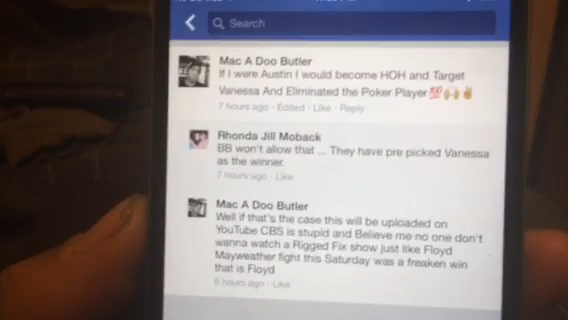 Search
Mac A Doo Butler
If I were Austin I would become HOH and Target
Vanessa And Eliminated the Poker Player💯🙌✌
7 hours ago · Edited · Like · Reply
Rhonda Jill Moback
BB won't allow that ... They have pre picked Vanessa
as the winner.
7 hours ago · Like
Mac A Doo Butler
Well if that's the case this will be uploaded on
YouTube CBS is stupid and Believe me no one don't
wanna watch a Rigged Fix show just like Floyd
Mayweather fight this Saturday was a freaken win
that is Floyd
6 hours ago · Like